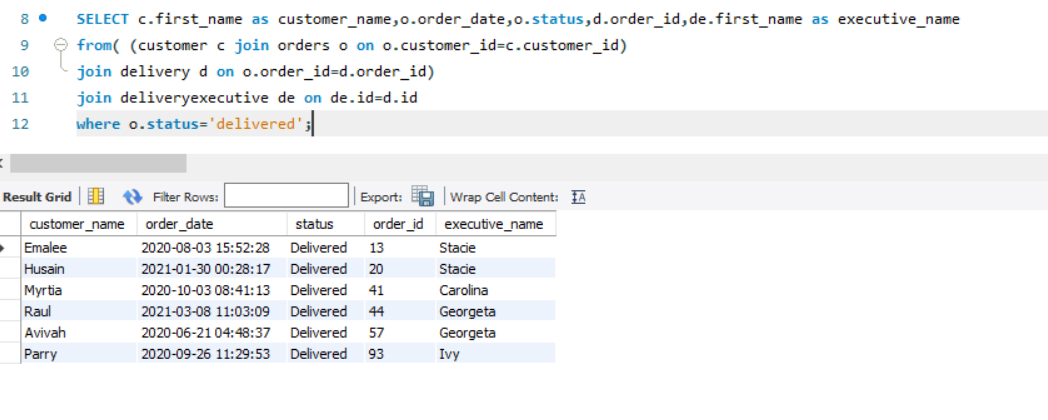 8 SELECT c.first_name as customer_name,o.order_date,o.status,d.order_id,de.first_name as executive_name
9 from( (customer c join orders o on o.customer_id=c.customer_id)
10 join delivery d on o.order_id=d.order_id)
11 join deliveryexecutive de on de.id=d.id
12 where o.status='delivered';
Result Grid Filter Rows: Export: Wrap Cell Content: IA
customer_name order_date status order_id executive_name
Emalee 2020-08-03 15:52:28 Delivered 13 Stacie
Husain 2021-01-30 00:28:17 Delivered 20 Stacie
Myrtia 2020-10-03 08:41:13 Delivered 41 Carolina
Raul 2021-03-08 11:03:09 Delivered 44 Georgeta
Avivah 2020-06-21 04:48:37 Delivered 57 Georgeta
Parry 2020-09-26 11:29:53 Delivered 93 Ivy